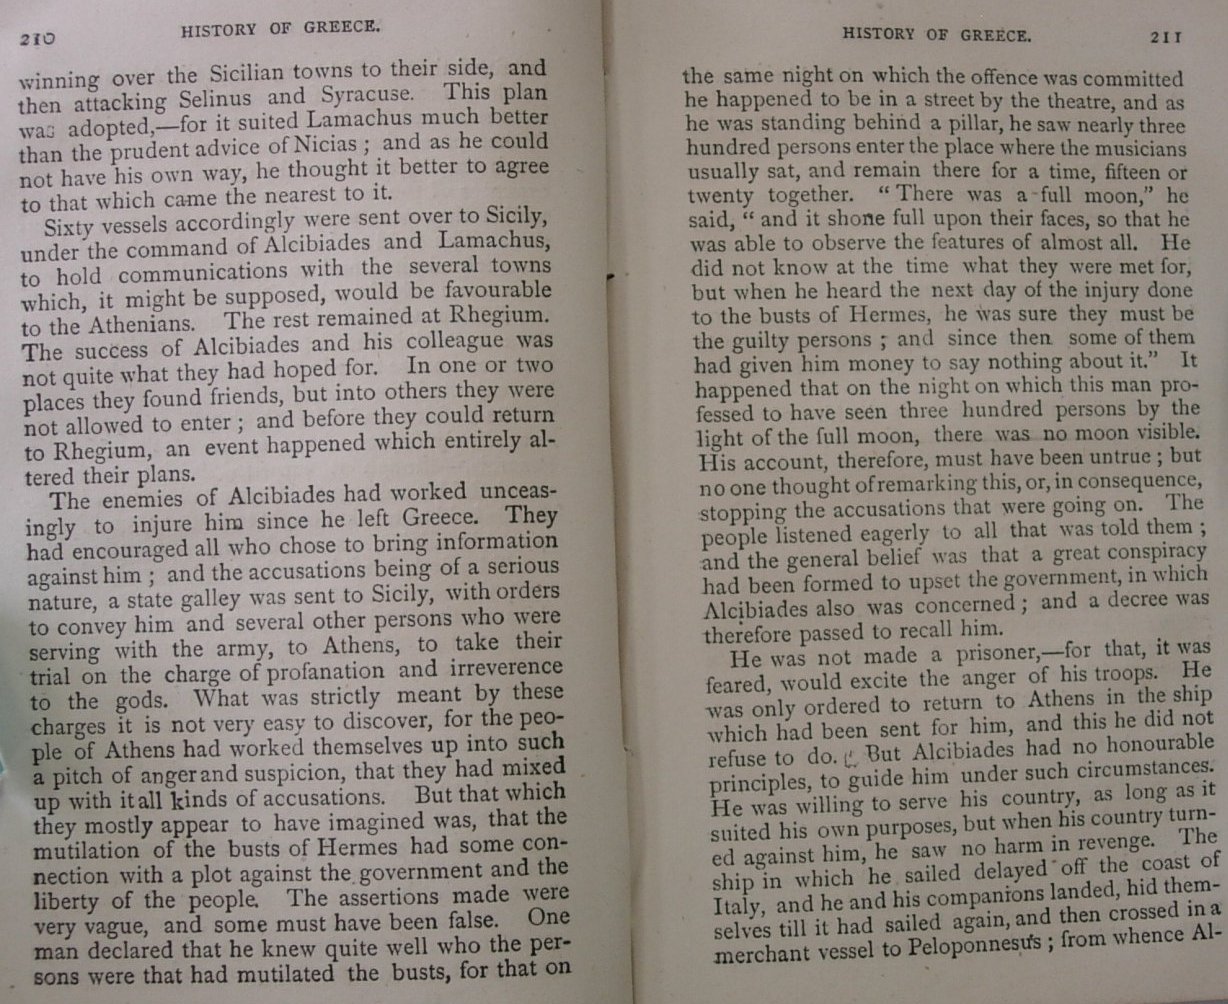 210
HISTORY OF GREECE.
winning over the Sicilian towns to their side, and
then attacking Selinus and Syracuse. This plan
was adopted,—for it suited Lamachus much better
than the prudent advice of Nicias ; and as he could
not have his own way, he thought it better to agree
to that which came the nearest to it.
Sixty vessels accordingly were sent over to Sicily,
under the command of Alcibiades and Lamachus,
to hold communications with the several towns
which, it might be supposed, would be favourable
to the Athenians. The rest remained at Rhegium.
The success of Alcibiades and his colleague was
not quite what they had hoped for. In one or two
places they found friends, but into others they were
not allowed to enter ; and before they could return
to Rhegium, an event happened which entirely al-
tered their plans.
The enemies of Alcibiades had worked unceas-
ingly to injure him since he left Greece. They
had encouraged all who chose to bring information
against him ; and the accusations being of a serious
nature, a state galley was sent to Sicily, with orders
to convey him and several other persons who were
serving with the army, to Athens, to take their
trial on the charge of profanation and irreverence
to the gods. What was strictly meant by these
charges it is not very easy to discover, for the peo-
ple of Athens had worked themselves up into such
a pitch of anger and suspicion, that they had mixed
up with it all kinds of accusations. But that which
they mostly appear to have imagined was, that the
mutilation of the busts of Hermes had some con-
nection with a plot against the government and the
liberty of the people. The assertions made were
very vague, and some must have been false. One
man declared that he knew quite well who the per-
sons were that had mutilated the busts, for that on
HISTORY OF GREECE.
211
the same night on which the offence was committed
he happened to be in a street by the theatre, and as
he was standing behind a pillar, he saw nearly three
hundred persons enter the place where the musicians
usually sat, and remain there for a time, fifteen or
twenty together. “ There was a full moon,” he
said, “ and it shone full upon their faces, so that he
was able to observe the features of almost all. He
did not know at the time what they were met for,
but when he heard the next day of the injury done
to the busts of Hermes, he was sure they must be
the guilty persons ; and since then some of them
had given him money to say nothing about it.” It
happened that on the night on which this man pro-
fessed to have seen three hundred persons by the
light of the full moon, there was no moon visible.
His account, therefore, must have been untrue ; but
no one thought of remarking this, or, in consequence,
stopping the accusations that were going on. The
people listened eagerly to all that was told them ;
and the general belief was that a great conspiracy
had been formed to upset the government, in which
Alcibiades also was concerned ; and a decree was
therefore passed to recall him.
He was not made a prisoner,—for that, it was
feared, would excite the anger of his troops. He
was only ordered to return to Athens in the ship
which had been sent for him, and this he did not
refuse to do. But Alcibiades had no honourable
principles, to guide him under such circumstances.
He was willing to serve his country, as long as it
suited his own purposes, but when his country turn-
ed against him, he saw no harm in revenge. The
ship in which he sailed delayed off the coast of
Italy, and he and his companions landed, hid them-
selves till it had sailed again, and then crossed in a
merchant vessel to Peloponnesus ; from whence Al-